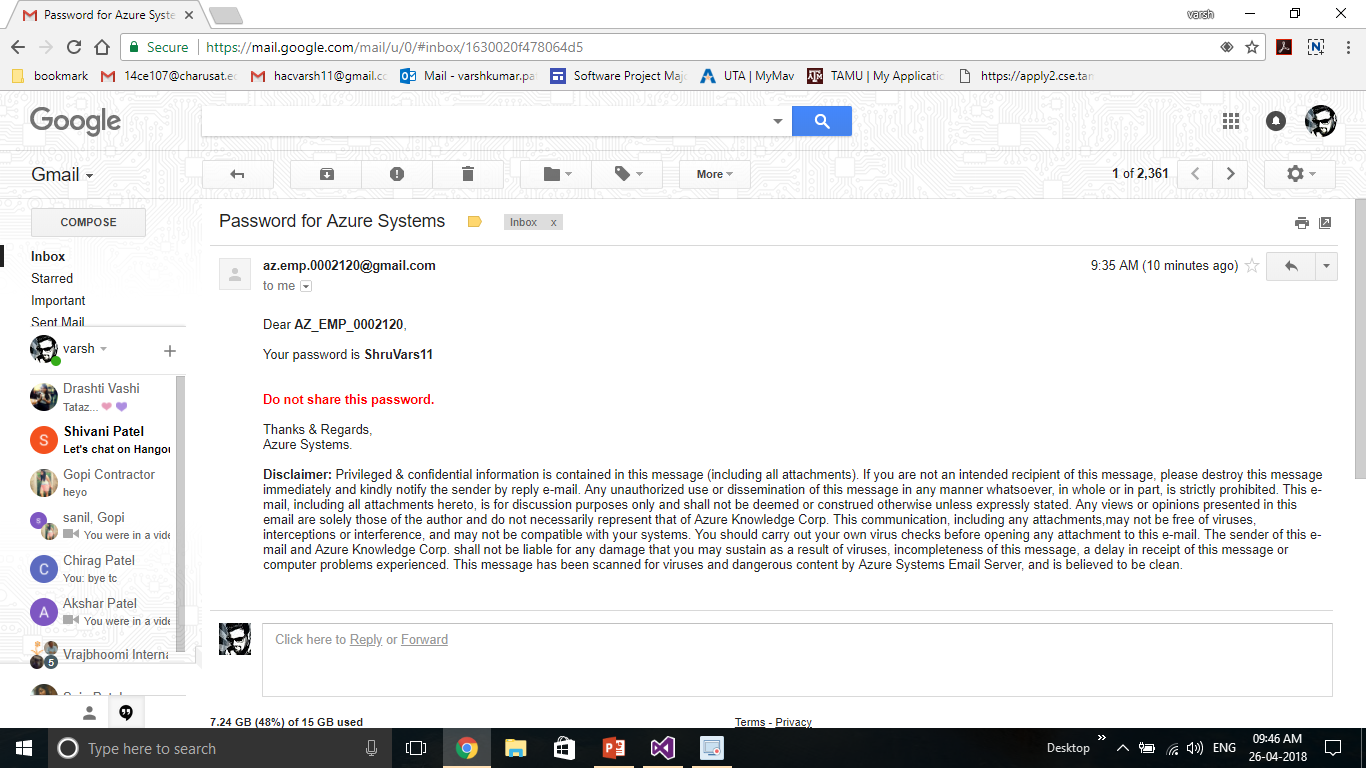 Password for Azure Syste
varsh
Secure https://mail.google.com/mail/u/0/#inbox/1630020f478064d5
bookmark 14ce107@charusat.ec hacvarsh11@gmail.cc Mail - varshkumar.pa Software Project Majo UTA | MyMav TAMU | My Applicatic https://apply2.cse.tan
Google
Gmail
More
1 of 2,361
COMPOSE
Inbox
Starred
Important
Sent Mail
varsh
Drashti Vashi
Tataz...
S Shivani Patel
Let's chat on Hangou
Gopi Contractor
heyo
s sanil, Gopi
You were in a vide
C Chirag Patel
You: bye tc
A Akshar Patel
You were in a vide
5 Vrajbhoomi Interna
Password for Azure Systems Inbox x
az.emp.0002120@gmail.com 9:35 AM (10 minutes ago)
to me
Dear AZ_EMP_0002120,
Your password is ShruVars11
Do not share this password.
Thanks & Regards,
Azure Systems.
Disclaimer: Privileged & confidential information is contained in this message (including all attachments). If you are not an intended recipient of this message, please destroy this message
immediately and kindly notify the sender by reply e-mail. Any unauthorized use or dissemination of this message in any manner whatsoever, in whole or in part, is strictly prohibited. This e-
mail, including all attachments hereto, is for discussion purposes only and shall not be deemed or construed otherwise unless expressly stated. Any views or opinions presented in this
email are solely those of the author and do not necessarily represent that of Azure Knowledge Corp. This communication, including any attachments,may not be free of viruses,
interceptions or interference, and may not be compatible with your systems. You should carry out your own virus checks before opening any attachment to this e-mail. The sender of this e-
mail and Azure Knowledge Corp. shall not be liable for any damage that you may sustain as a result of viruses, incompleteness of this message, a delay in receipt of this message or
computer problems experienced. This message has been scanned for viruses and dangerous content by Azure Systems Email Server, and is believed to be clean.
Click here to Reply or Forward
7.24 GB (48%) of 15 GB used
Terms - Privacy
Type here to search
Desktop
ENG
09:46 AM
26-04-2018